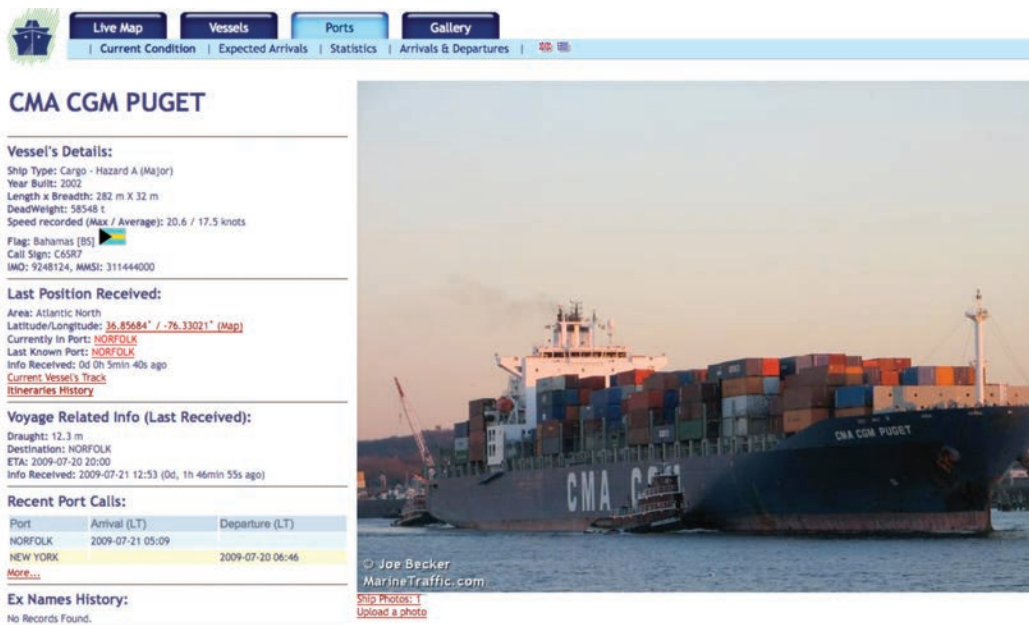 Live Map Vessels Ports Gallery
| Current Condition | Expected Arrivals | Statistics | Arrivals & Departures |
CMA CGM PUGET
Vessel's Details:
Ship Type: Cargo - Hazard A (Major)
Year Built: 2002
Length x Breadth: 282 m X 32 m
DeadWeight: 58548 t
Speed recorded (Max / Average): 20.6 / 17.5 knots
Flag: Bahamas [BS]
Call Sign: C6SR7
IMO: 9248124, MMSI: 311444000
Last Position Received:
Area: Atlantic North
Latitude/Longitude: 36.85684˚ / -76.33021˚ (Map)
Currently in Port: NORFOLK
Last Known Port: NORFOLK
Info Received: 0d 0h 5min 40s ago
Current Vessel's Track
Itineraries History
Voyage Related Info (Last Received):
Draught: 12.3 m
Destination: NORFOLK
ETA: 2009-07-20 20:00
Info Received: 2009-07-21 12:53 (0d, 1h 46min 55s ago)
Recent Port Calls:
Port Arrival (LT) Departure (LT)
NORFOLK 2009-07-21 05:09
NEW YORK 2009-07-20 06:46
More...
Ex Names History:
No Records Found.
CMA CGM PUGET
CMA CGM
© Joe Becker
MarineTraffic.com
Ship Photos: 1
Upload a photo